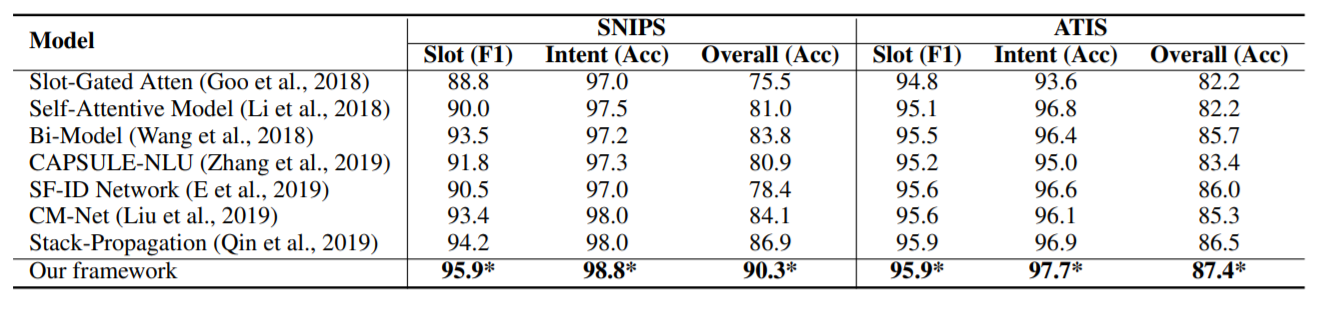 Model SNIPS ATIS
Slot (F1) Intent (Acc) Overall (Acc) Slot (F1) Intent (Acc) Overall (Acc)
Slot-Gated Atten (Goo et al., 2018) 88.8 97.0 75.5 94.8 93.6 82.2
Self-Attentive Model (Li et al., 2018) 90.0 97.5 81.0 95.1 96.8 82.2
Bi-Model (Wang et al., 2018) 93.5 97.2 83.8 95.5 96.4 85.7
CAPSULE-NLU (Zhang et al., 2019) 91.8 97.3 80.9 95.2 95.0 83.4
SF-ID Network (E et al., 2019) 90.5 97.0 78.4 95.6 96.6 86.0
CM-Net (Liu et al., 2019) 93.4 98.0 84.1 95.6 96.1 85.3
Stack-Propagation (Qin et al., 2019) 94.2 98.0 86.9 95.9 96.9 86.5
Our framework 95.9* 98.8* 90.3* 95.9* 97.7* 87.4*